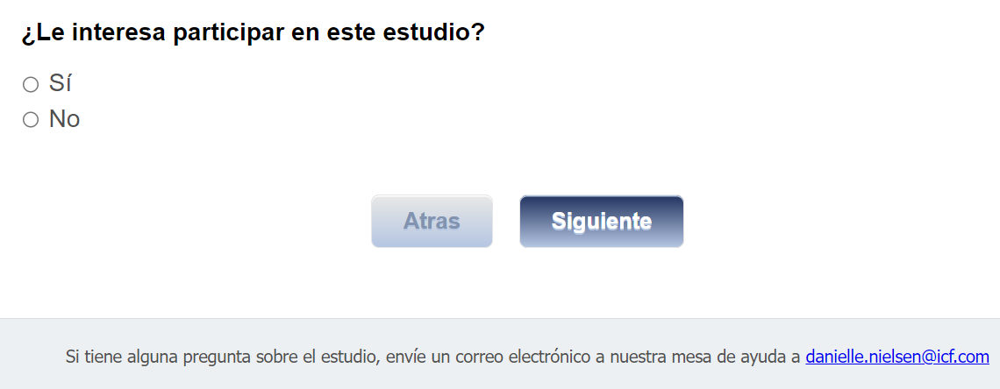 ¿Le interesa participar en este estudio?
Sí
No
Atras
Siguiente
Si tiene alguna pregunta sobre el estudio, envíe un correo electrónico a nuestra mesa de ayuda a danielle.nielsen@icf.com